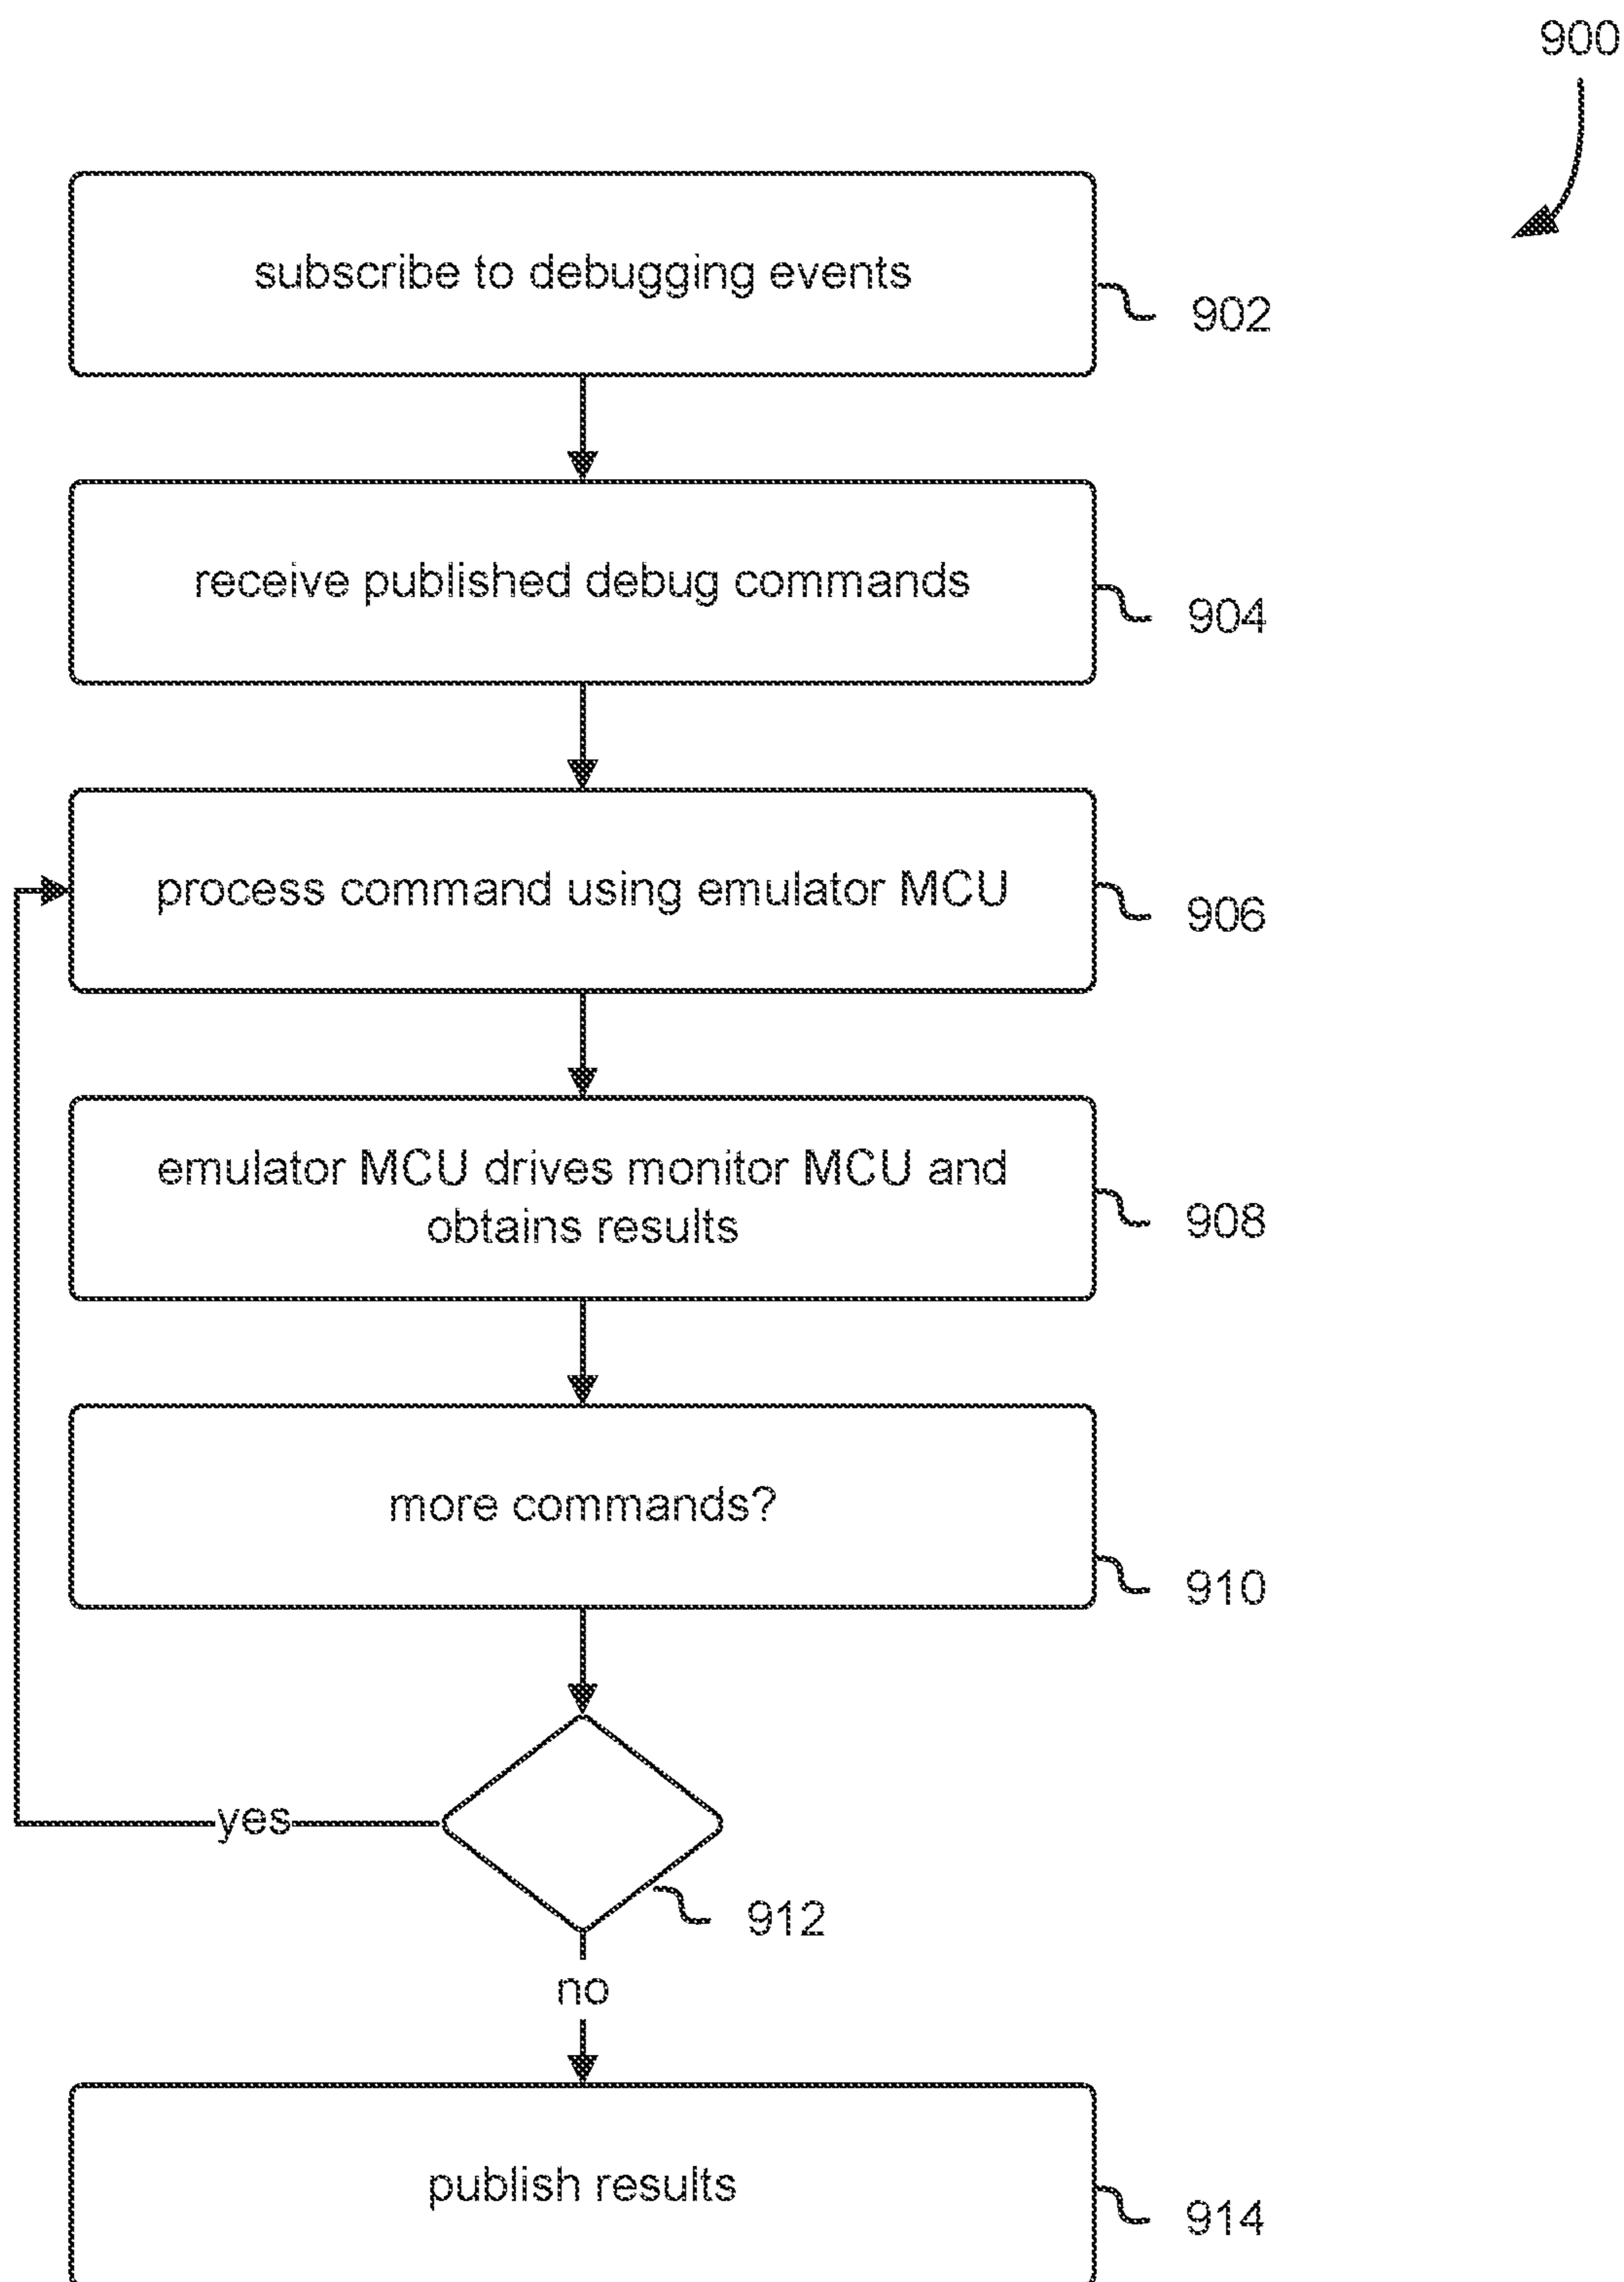 900
subscribe to debugging events
902
receive published debug commands
904
process command using emulator MCU
906
emulator MCU drives monitor MCU and
obtains results
908
more commands?
910
yes
912
no
publish results
914